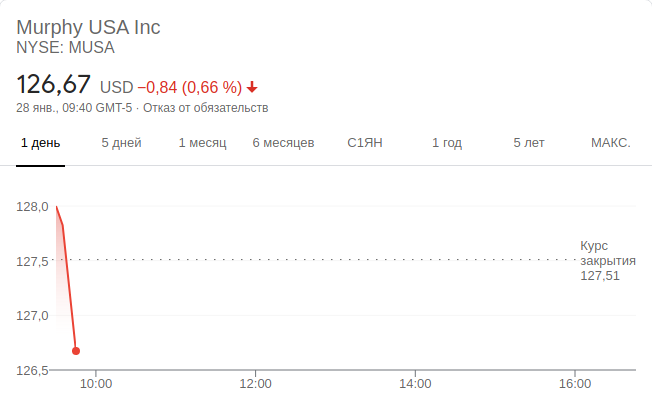 Murphy USA Inc
NYSE: MUSA
126,67 USD −0,84 (0,66 %)
28 янв., 09:40 GMT-5 · Отказ от обязательств
1 день 5 дней 1 месяц 6 месяцев С1ЯН 1 год 5 лет МАКС.
128,0
Курс
127,5 закрытия
127,51
127,0
126,5
10:00 12:00 14:00 16:00